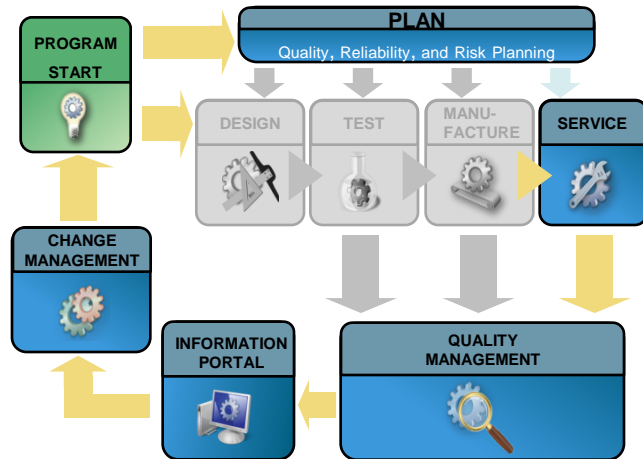 PROGRAM
START
PLAN
Quality, Reliability, and Risk Planning
DESIGN
TEST
MANU-
FACTURE
SERVICE
CHANGE
MANAGEMENT
INFORMATION
PORTAL
QUALITY
MANAGEMENT